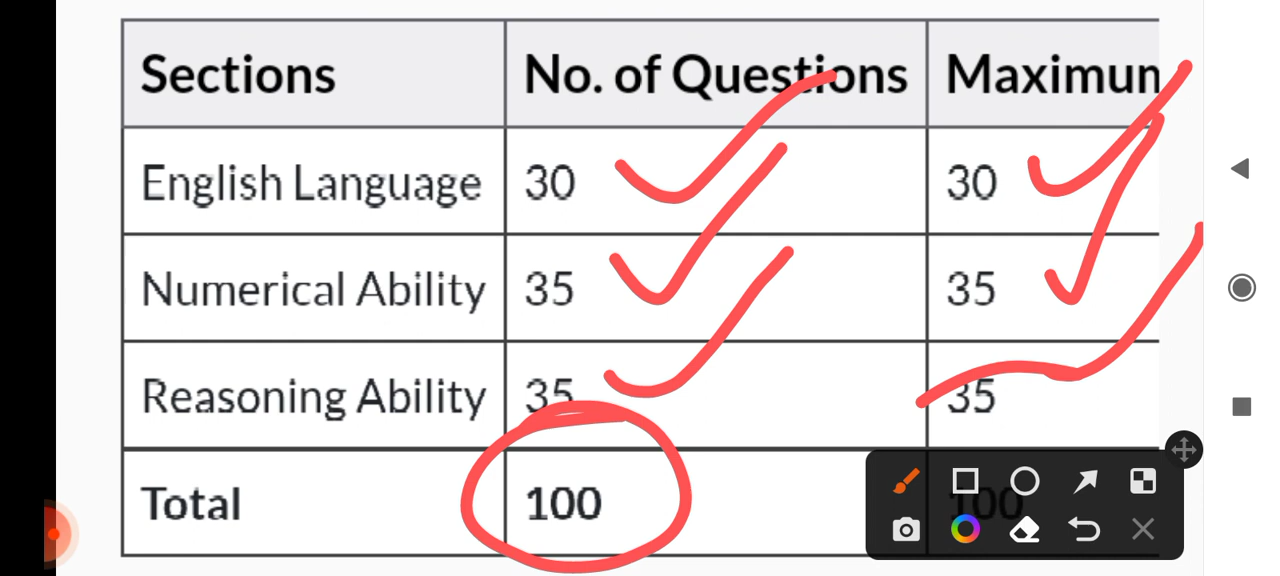 Sections No. of Questions Maximum
English Language 30 30
Numerical Ability 35 35
Reasoning Ability 35 35
Total 100 100